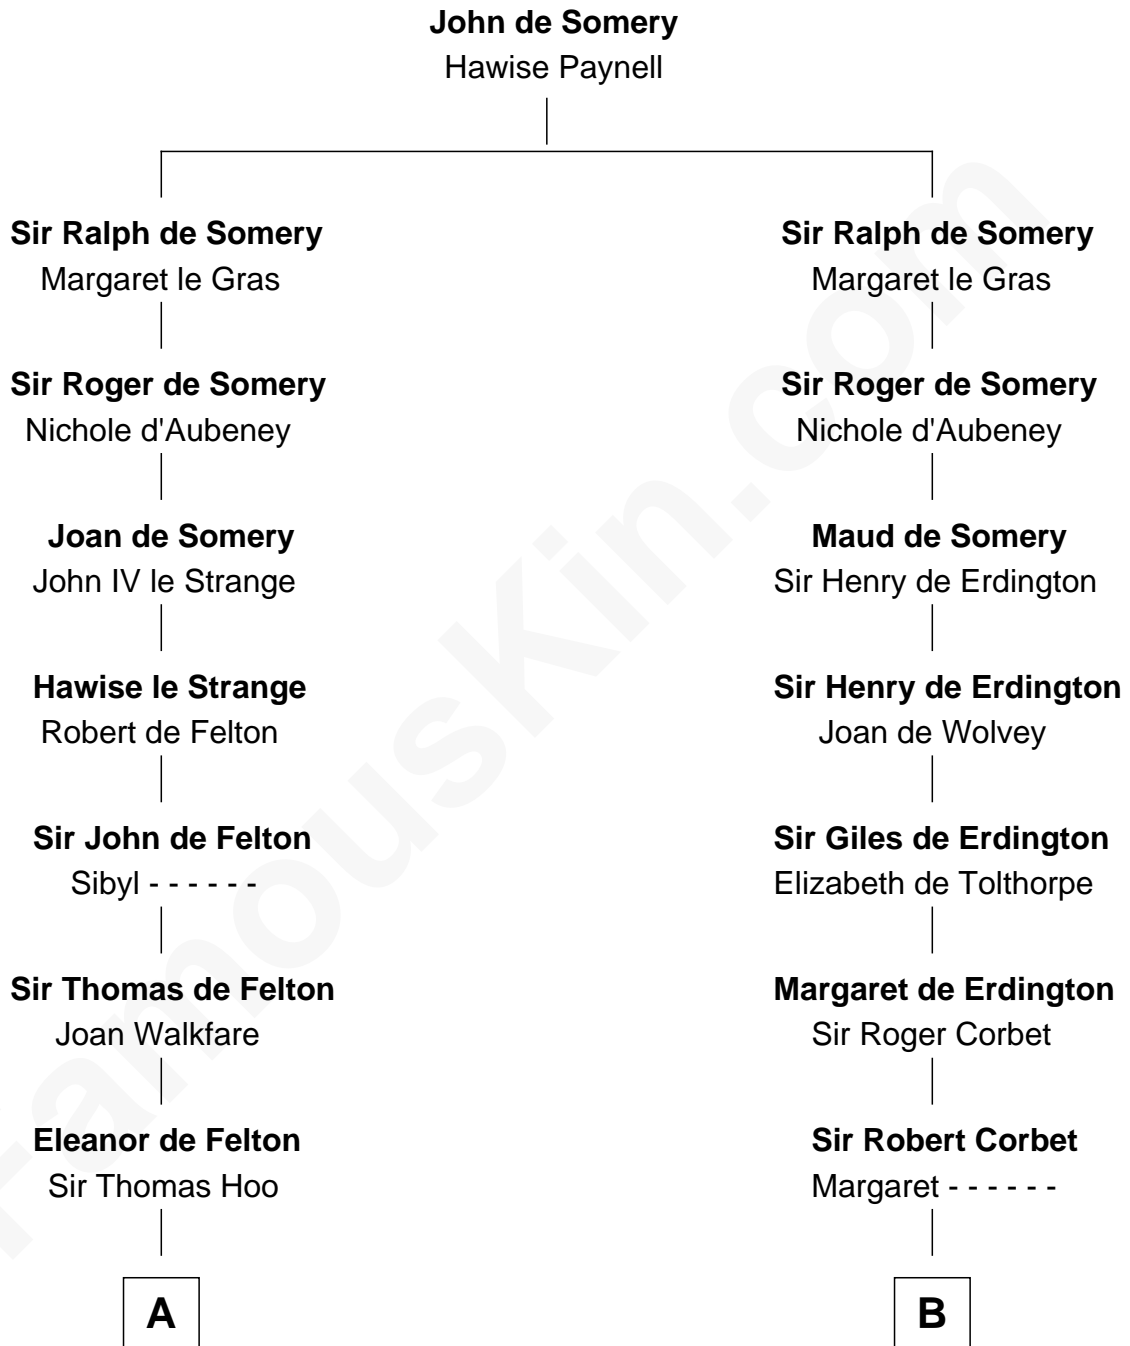 John de Somery
Hawise Paynell
Sir Ralph de Somery
Margaret le Gras
Sir Roger de Somery
Nichole d'Aubeney
Joan de Somery
John IV le Strange
Hawise le Strange
Robert de Felton
Sir John de Felton
Sibyl - - - - - -
Sir Thomas de Felton
Joan Walkfare
Eleanor de Felton
Sir Thomas Hoo
A
Sir Ralph de Somery
Margaret le Gras
Sir Roger de Somery
Nichole d'Aubeney
Maud de Somery
Sir Henry de Erdington
Sir Henry de Erdington
Joan de Wolvey
Sir Giles de Erdington
Elizabeth de Tolthorpe
Margaret de Erdington
Sir Roger Corbet
Sir Robert Corbet
Margaret - - - - - -
B
FamousKin.com